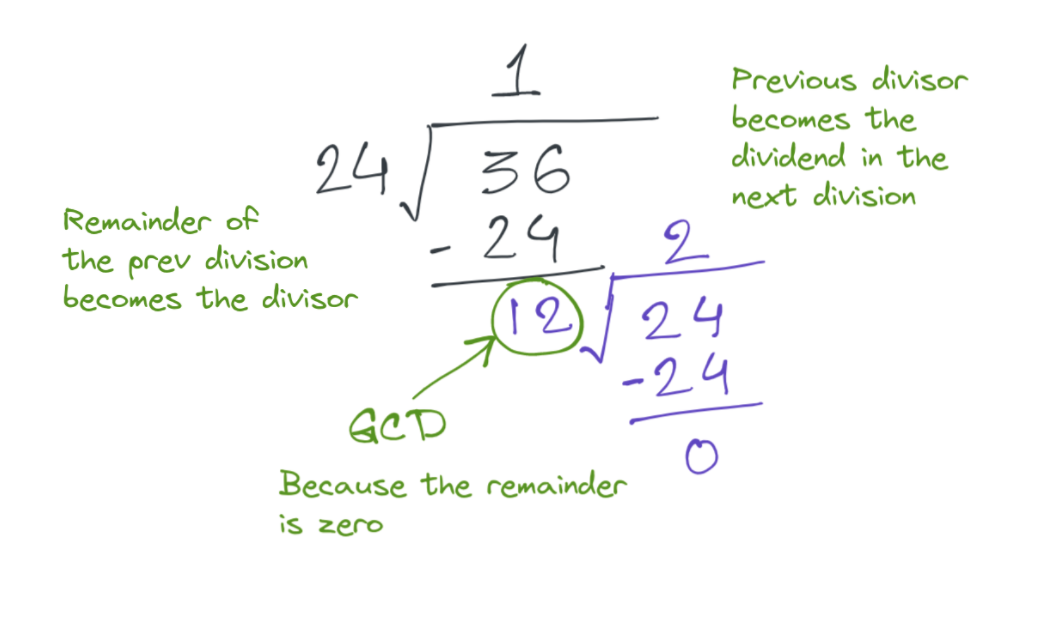 1
24 36
- 24
Previous divisor
becomes the
dividend in the
next division
Remainder of
the prev division
becomes the divisor
2
12 24
-24
0
GCD
Because the remainder
is zero